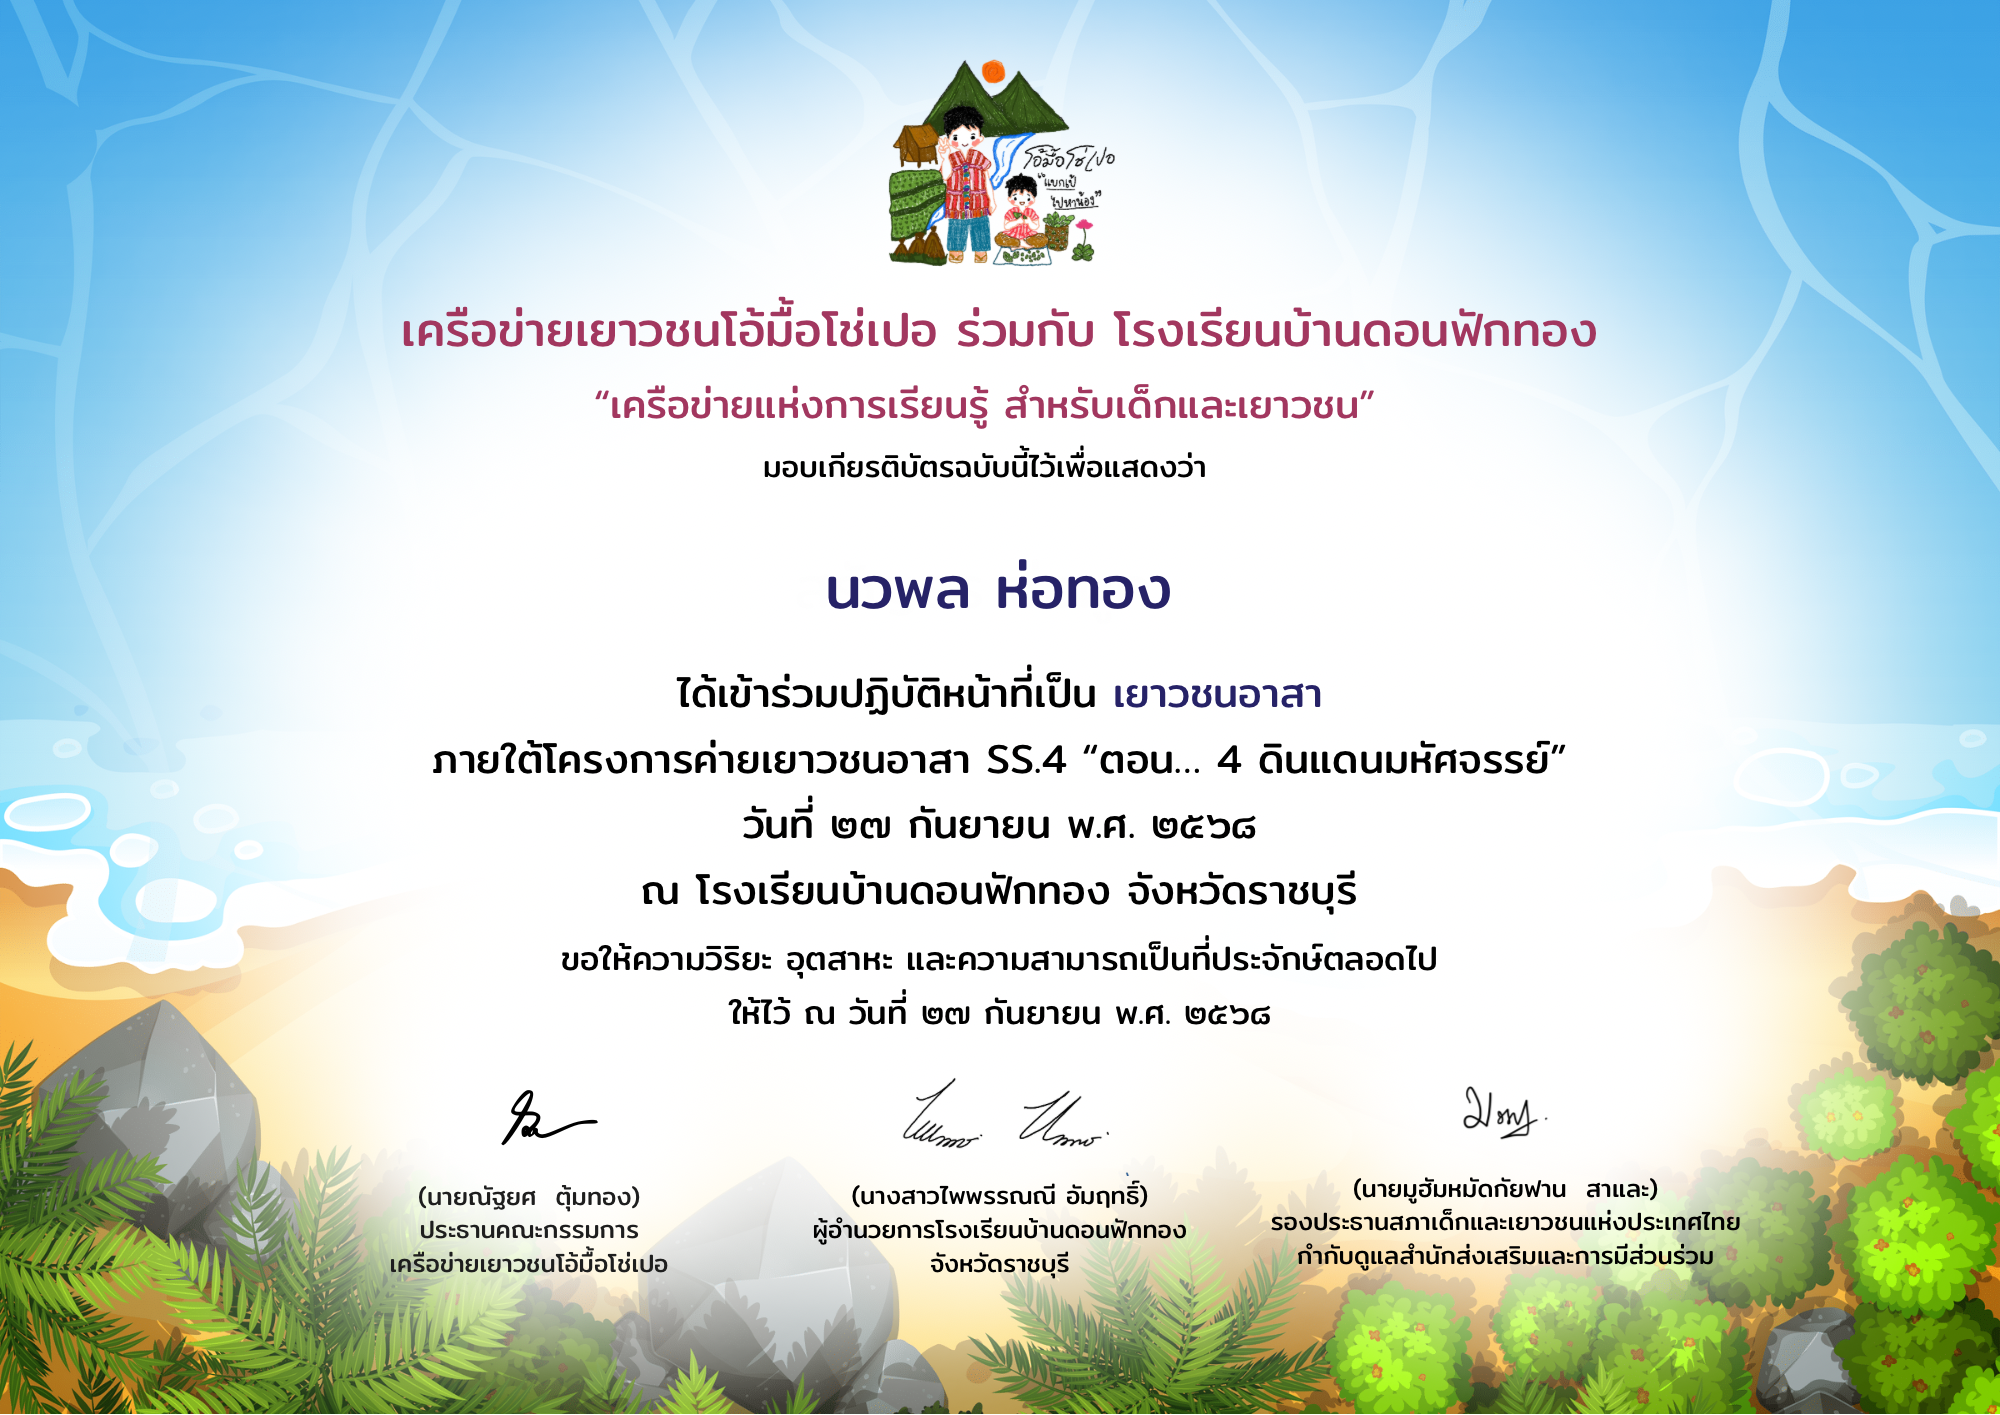 โอ้มื้อโช่เปอ
"แบกเป้
ไปหาน้อง"
เครือข่ายเยาวชนโอ้มื้อโช่เปอ ร่วมกับ โรงเรียนบ้านดอนฟักทอง
“เครือข่ายแห่งการเรียนรู้ สำหรับเด็กและเยาวชน”
มอบเกียรติบัตรฉบับนี้ไว้เพื่อแสดงว่า
นวพล ห่อทอง
ได้เข้าร่วมปฏิบัติหน้าที่เป็น เยาวชนอาสา
ภายใต้โครงการค่ายเยาวชนอาสา SS.4 “ตอน... 4 ดินแดนมหัศจรรย์”
วันที่ ๒๗ กันยายน พ.ศ. ๒๕๖๘
ณ โรงเรียนบ้านดอนฟักทอง จังหวัดราชบุรี
ขอให้ความวิริยะ อุตสาหะ และความสามารถเป็นที่ประจักษ์ตลอดไป
ให้ไว้ ณ วันที่ ๒๗ กันยายน พ.ศ. ๒๕๖๘
(นายณัฐยศ ตุ้มทอง)
ประธานคณะกรรมการ
เครือข่ายเยาวชนโอ้มื้อโช่เปอ
(นางสาวไพพรรณณี อัมฤทธิ์)
ผู้อำนวยการโรงเรียนบ้านดอนฟักทอง
จังหวัดราชบุรี
(นายมูฮัมหมัดกัยฟาน สาและ)
รองประธานสภาเด็กและเยาวชนแห่งประเทศไทย
กำกับดูแลสำนักส่งเสริมและการมีส่วนร่วม